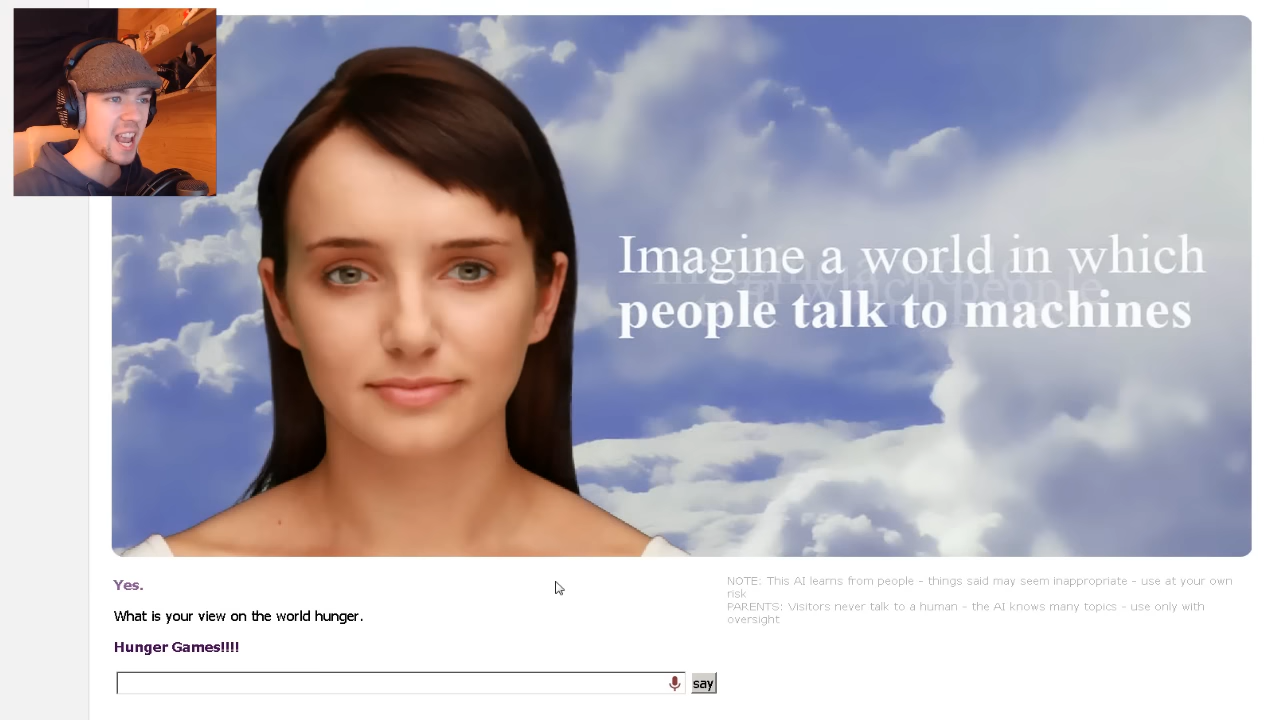 Imagine a world in which
people talk to machines
Yes.
What is your view on the world hunger.
Hunger Games!!!!
say
NOTE: This AI learns from people - things said may seem inappropriate - use at your own
risk
PARENTS: Visitors never talk to a human - the AI knows many topics - use only with
oversight